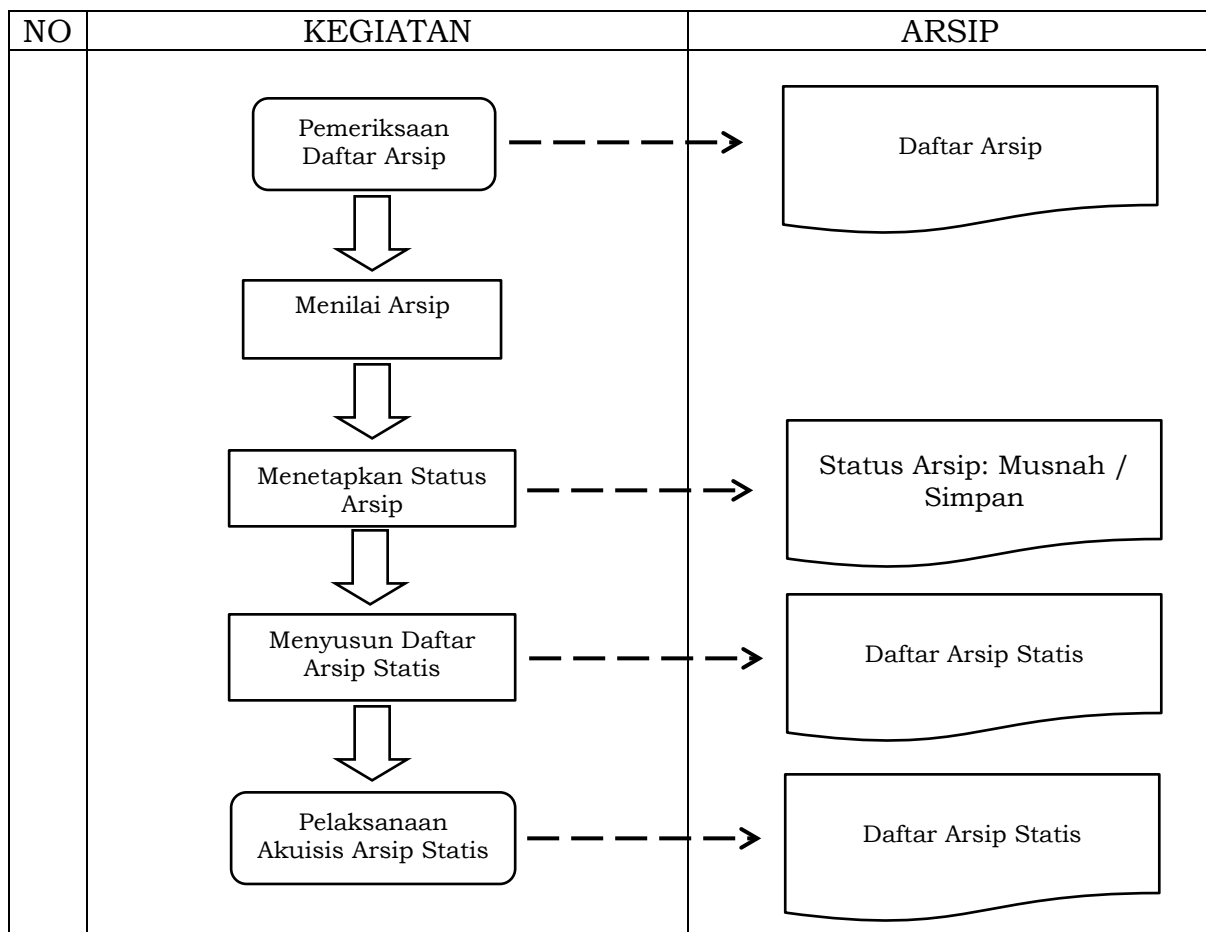 NO KEGIATAN ARSIP
Pemeriksaan
Daftar Arsip
Daftar Arsip
Menilai Arsip
Menetapkan Status
Arsip
Status Arsip: Musnah /
Simpan
Menyusun Daftar
Arsip Statis
Daftar Arsip Statis
Pelaksanaan
Akuisis Arsip Statis
Daftar Arsip Statis